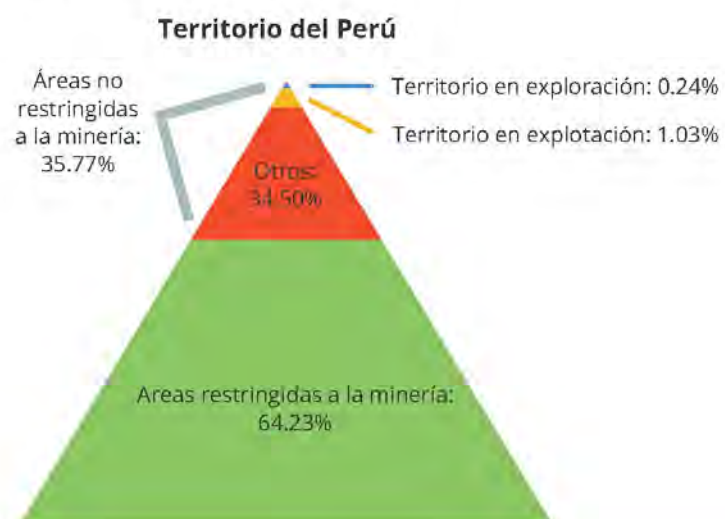 Territorio del Perú
Áreas no
restringidas
a la minería:
35.77%
Territorio en exploración: 0.24%
Territorio en explotación: 1.03%
Otros:
34.50%
Areas restringidas a la minería:
64.23%